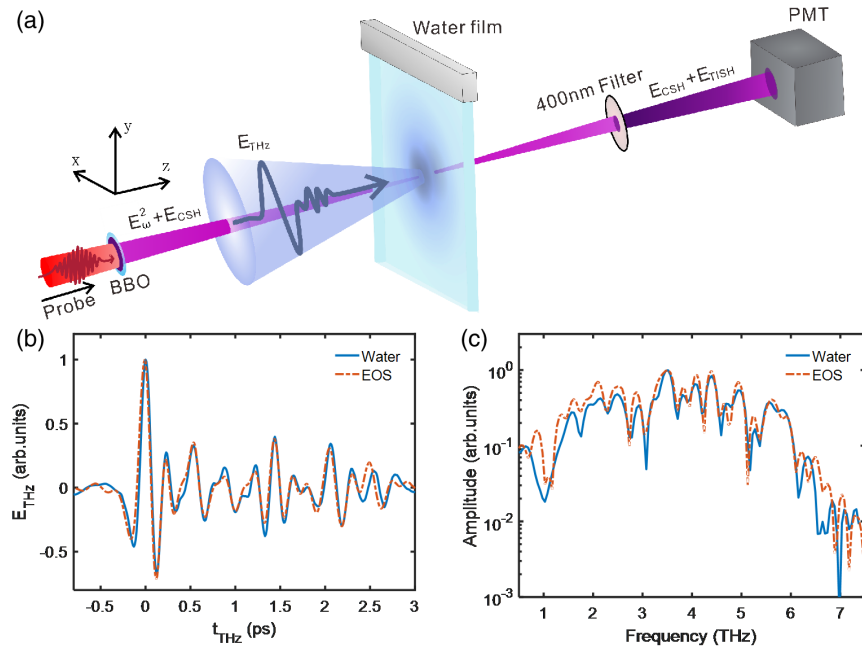 (a)
Water film
PMT
400nm Filter
E_CSH+E_TISH
y
x
z
E_THz
E_ω^2+E_CSH
BBO
Probe
(b)
Water
EOS
E_THz (arb.units)
1
0.5
0
-0.5
-0.5 0 0.5 1 1.5 2 2.5 3
t_THz (ps)
(c)
Water
EOS
Amplitude (arb.units)
10^0
10^-1
10^-2
10^-3
1 2 3 4 5 6 7
Frequency (THz)